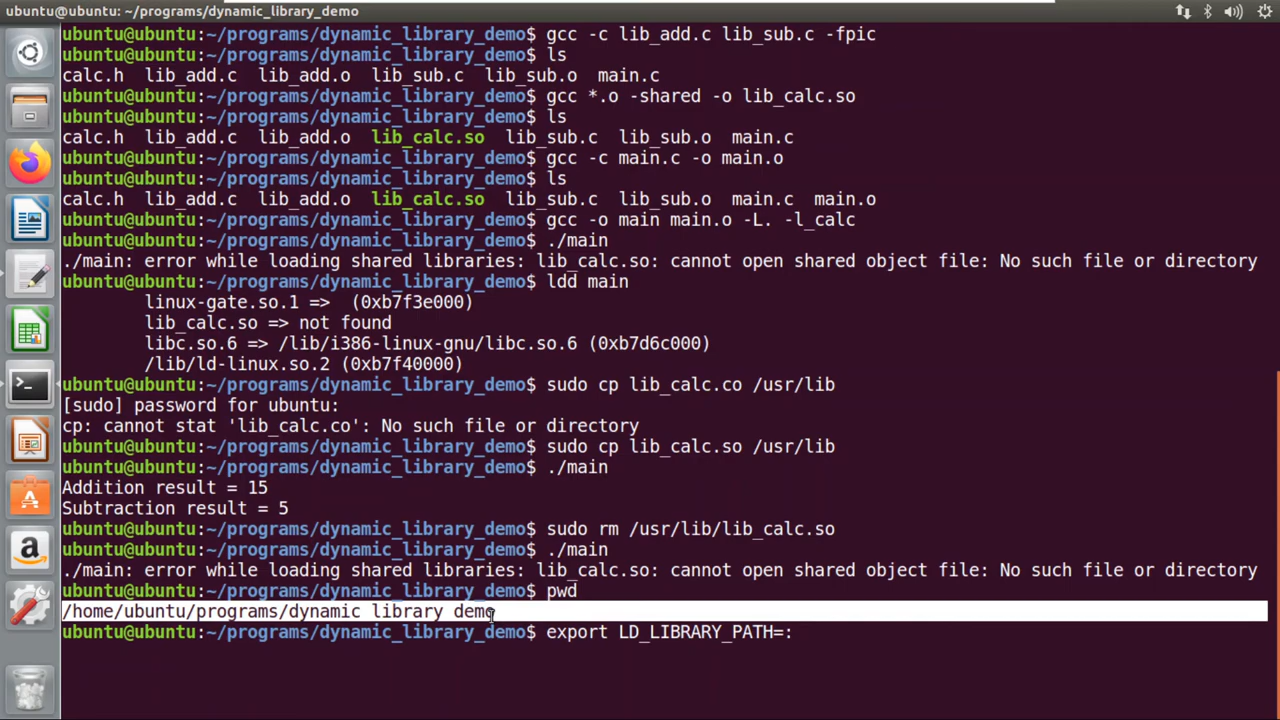 ubuntu@ubuntu: ~/programs/dynamic_library_demo
ubuntu@ubuntu:~/programs/dynamic_library_demo$ gcc -c lib_add.c lib_sub.c -fpic
ubuntu@ubuntu:~/programs/dynamic_library_demo$ ls
calc.h  lib_add.c  lib_add.o  lib_sub.c  lib_sub.o  main.c
ubuntu@ubuntu:~/programs/dynamic_library_demo$ gcc *.o -shared -o lib_calc.so
ubuntu@ubuntu:~/programs/dynamic_library_demo$ ls
calc.h  lib_add.c  lib_add.o  lib_calc.so  lib_sub.c  lib_sub.o  main.c
ubuntu@ubuntu:~/programs/dynamic_library_demo$ gcc -c main.c -o main.o
ubuntu@ubuntu:~/programs/dynamic_library_demo$ ls
calc.h  lib_add.c  lib_add.o  lib_calc.so  lib_sub.c  lib_sub.o  main.c  main.o
ubuntu@ubuntu:~/programs/dynamic_library_demo$ gcc -o main main.o -L. -l_calc
ubuntu@ubuntu:~/programs/dynamic_library_demo$ ./main
./main: error while loading shared libraries: lib_calc.so: cannot open shared object file: No such file or directory
ubuntu@ubuntu:~/programs/dynamic_library_demo$ ldd main
linux-gate.so.1 =>  (0xb7f3e000)
lib_calc.so => not found
libc.so.6 => /lib/i386-linux-gnu/libc.so.6 (0xb7d6c000)
/lib/ld-linux.so.2 (0xb7f40000)
ubuntu@ubuntu:~/programs/dynamic_library_demo$ sudo cp lib_calc.co /usr/lib
[sudo] password for ubuntu:
cp: cannot stat 'lib_calc.co': No such file or directory
ubuntu@ubuntu:~/programs/dynamic_library_demo$ sudo cp lib_calc.so /usr/lib
ubuntu@ubuntu:~/programs/dynamic_library_demo$ ./main
Addition result = 15
Subtraction result = 5
ubuntu@ubuntu:~/programs/dynamic_library_demo$ sudo rm /usr/lib/lib_calc.so
ubuntu@ubuntu:~/programs/dynamic_library_demo$ ./main
./main: error while loading shared libraries: lib_calc.so: cannot open shared object file: No such file or directory
ubuntu@ubuntu:~/programs/dynamic_library_demo$ pwd
/home/ubuntu/programs/dynamic library demo
ubuntu@ubuntu:~/programs/dynamic_library_demo$ export LD_LIBRARY_PATH=: